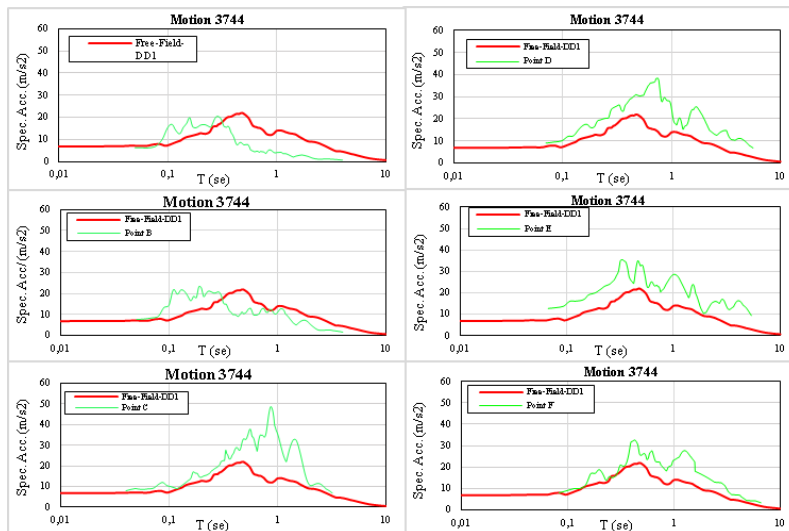 Motion 3744
Spec. Acc.(m/s2)
60
50
40
30
20
10
0
Free-Field-
DD1
0,01 0,1 1 10
T (se)
Motion 3744
Spec. Acc.(m/s2)
60
50
40
30
20
10
0
Fine-Field-DD1
Point D
0,01 0,1 1 10
T (se)
Motion 3744
Spec. Acc/(m/s2)
60
50
40
30
20
10
0
Fine-Field-DD1
Point B
0,01 0,1 1 10
T (se)
Motion 3744
Spec. Acc.(m/s2)
60
50
40
30
20
10
0
Fine-Field-DD1
Point E
0,01 0,1 1 10
T (se)
Motion 3744
Spec. Acc.(m/s2)
60
50
40
30
20
10
0
Fine-Field-DD1
Point C
0,01 0,1 1 10
T (se)
Motion 3744
Spec. Acc.(m/s2)
60
50
40
30
20
10
0
Fine-Field-DD1
Point F
0,01 0,1 1 10
T (se)